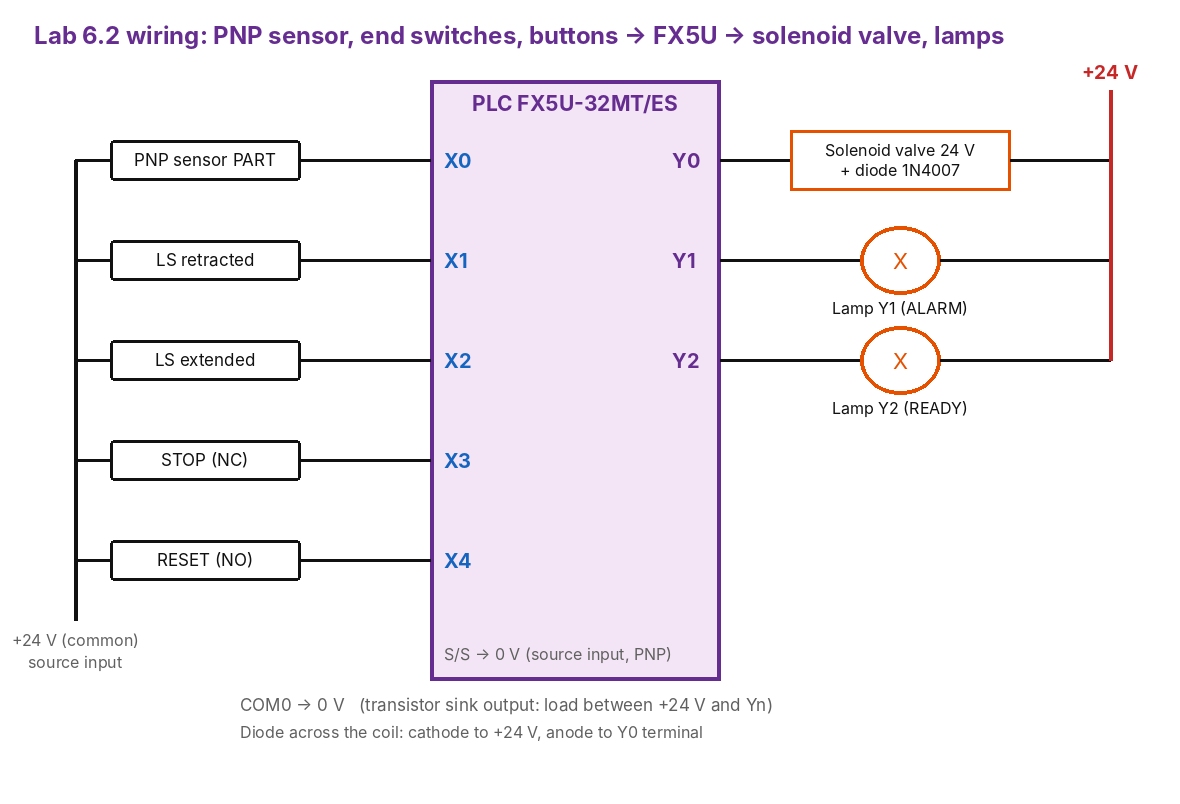 Lab 6.2 wiring: PNP sensor, end switches, buttons → FX5U → solenoid valve, lamps
+24 V
PLC FX5U-32MT/ES
PNP sensor PART
X0
Y0
Solenoid valve 24 V
+ diode 1N4007
LS retracted
X1
Y1
X
Lamp Y1 (ALARM)
LS extended
X2
Y2
X
Lamp Y2 (READY)
STOP (NC)
X3
RESET (NO)
X4
+24 V (common)
source input
S/S → 0 V (source input, PNP)
COM0 → 0 V (transistor sink output: load between +24 V and Yn)
Diode across the coil: cathode to +24 V, anode to Y0 terminal